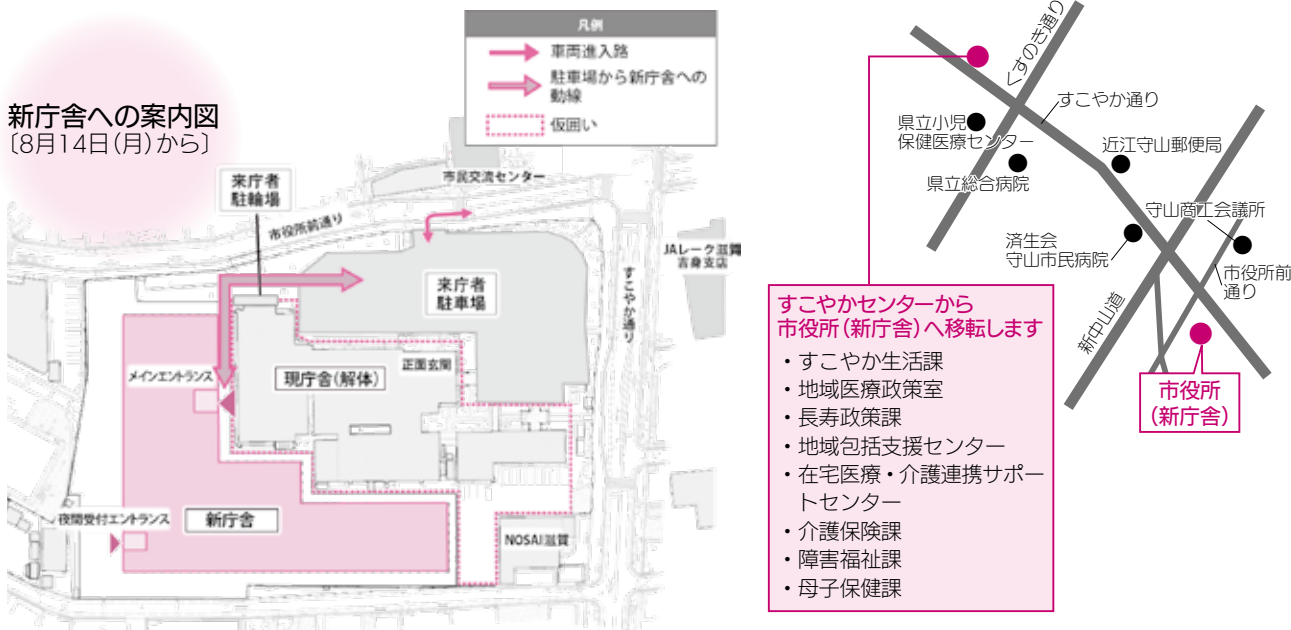 新庁舎への案内図
〔8月14日(月)から〕
凡例
車両進入路
駐車場から新庁舎への
動線
仮囲い
来庁者
駐輪場
市民交流センター
市役所前通り
JAレーク滋賀
吉身支店
来庁者
駐車場
すこやか通り
正面玄関
メインエントランス
現庁舎(解体)
夜間受付エントランス
新庁舎
NOSAI滋賀
くすのき通り
すこやか通り
県立小児
保健医療センター
近江守山郵便局
県立総合病院
守山商工会議所
済生会
守山市民病院
市役所前
通り
新中山道
市役所
(新庁舎)
すこやかセンターから
市役所(新庁舎)へ移転します
・すこやか生活課
・地域医療政策室
・長寿政策課
・地域包括支援センター
・在宅医療・介護連携サポー
トセンター
・介護保険課
・障害福祉課
・母子保健課